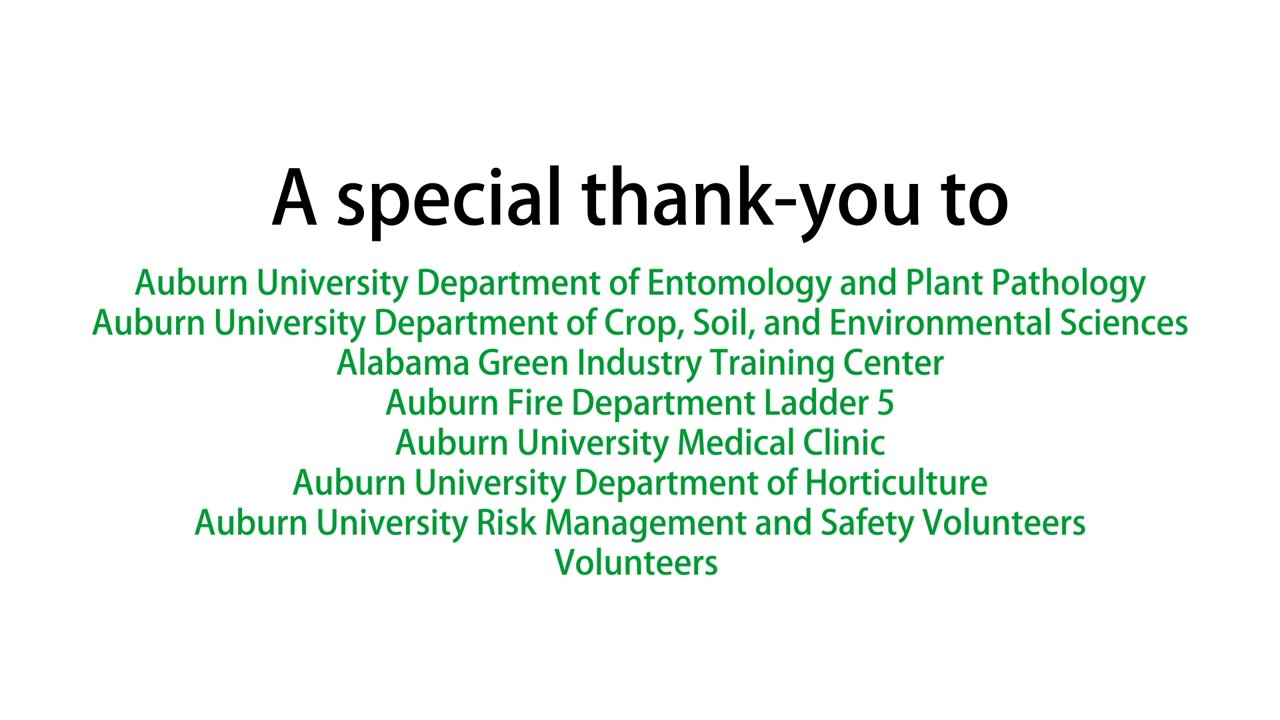 A special thank-you to
Auburn University Department of Entomology and Plant Pathology
Auburn University Department of Crop, Soil, and Environmental Sciences
Alabama Green Industry Training Center
Auburn Fire Department Ladder 5
Auburn University Medical Clinic
Auburn University Department of Horticulture
Auburn University Risk Management and Safety Volunteers
Volunteers